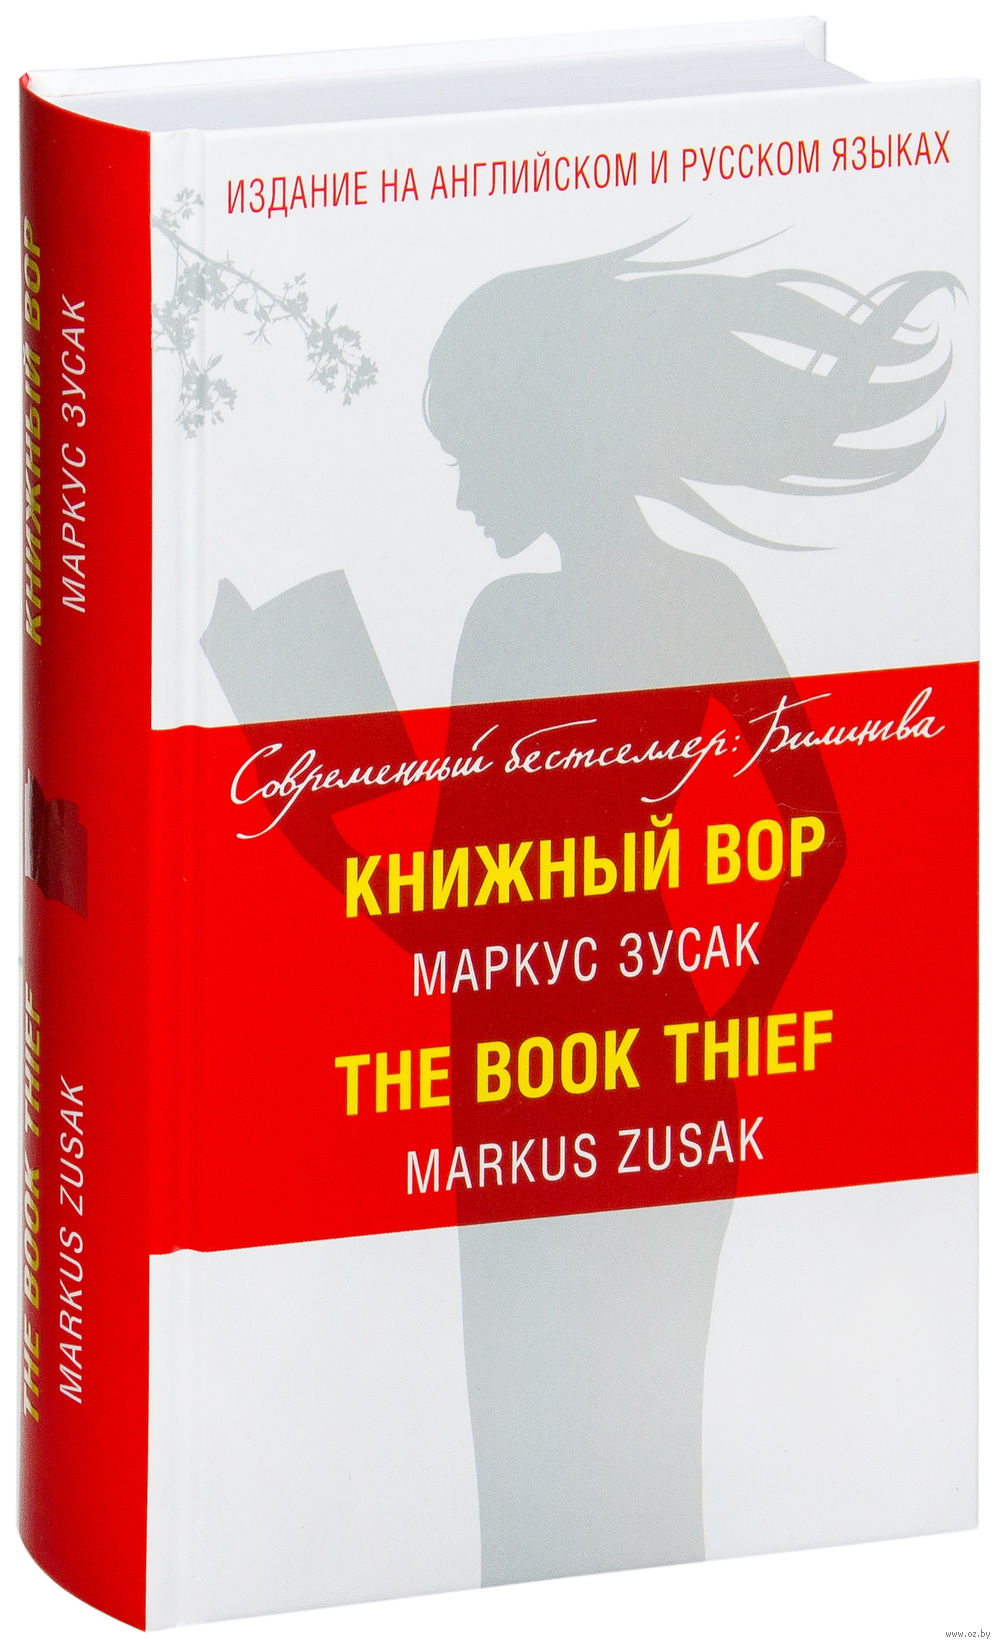 ИЗДАНИЕ НА АНГЛИЙСКОМ И РУССКОМ ЯЗЫКАХ
Современный бестселлер: Билингва
КНИЖНЫЙ ВОР
МАРКУС ЗУСАК
THE BOOK THIEF
MARKUS ZUSAK
КНИЖНЫЙ ВОР
МАРКУС ЗУСАК
THE BOOK THIEF
MARKUS ZUSAK
www.oz.by